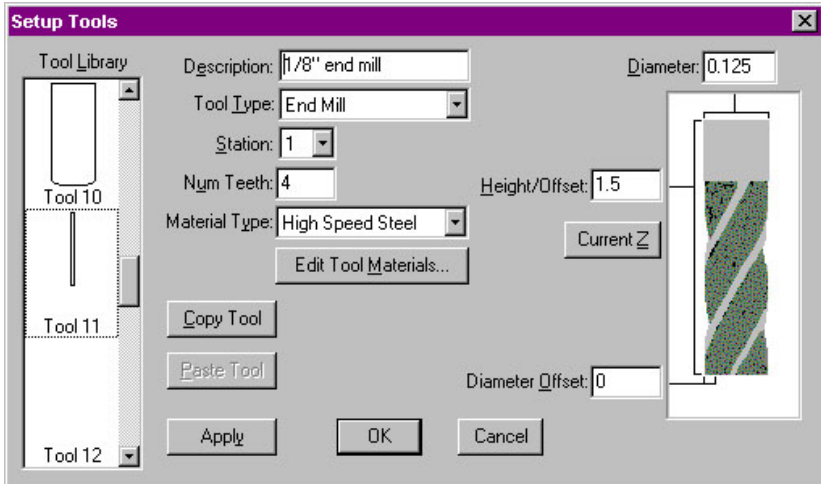 Setup Tools
Tool Library
Tool 10
Tool 11
Tool 12
Description: 1/8" end mill
Tool Type: End Mill
Station: 1
Num Teeth: 4
Material Type: High Speed Steel
Edit Tool Materials...
Copy Tool
Paste Tool
Apply
OK
Cancel
Diameter: 0.125
Height/Offset: 1.5
Current Z
Diameter Offset: 0